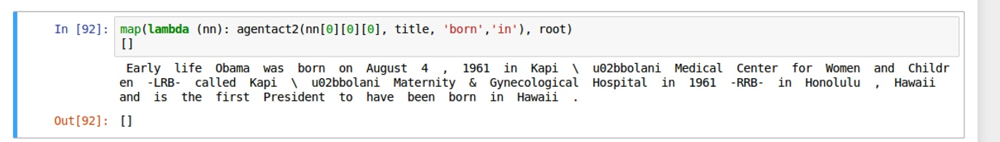 In [92]: map(lambda (nn): agentact2(nn[0][0][0], title, 'born','in'), root)
[]
Early life Obama was born on August 4 , 1961 in Kapi \ u02bbolani Medical Center for Women and Childr
en -LRB- called Kapi \ u02bbolani Maternity & Gynecological Hospital in 1961 -RRB- in Honolulu , Hawaii
and is the first President to have been born in Hawaii .
Out[92]: []